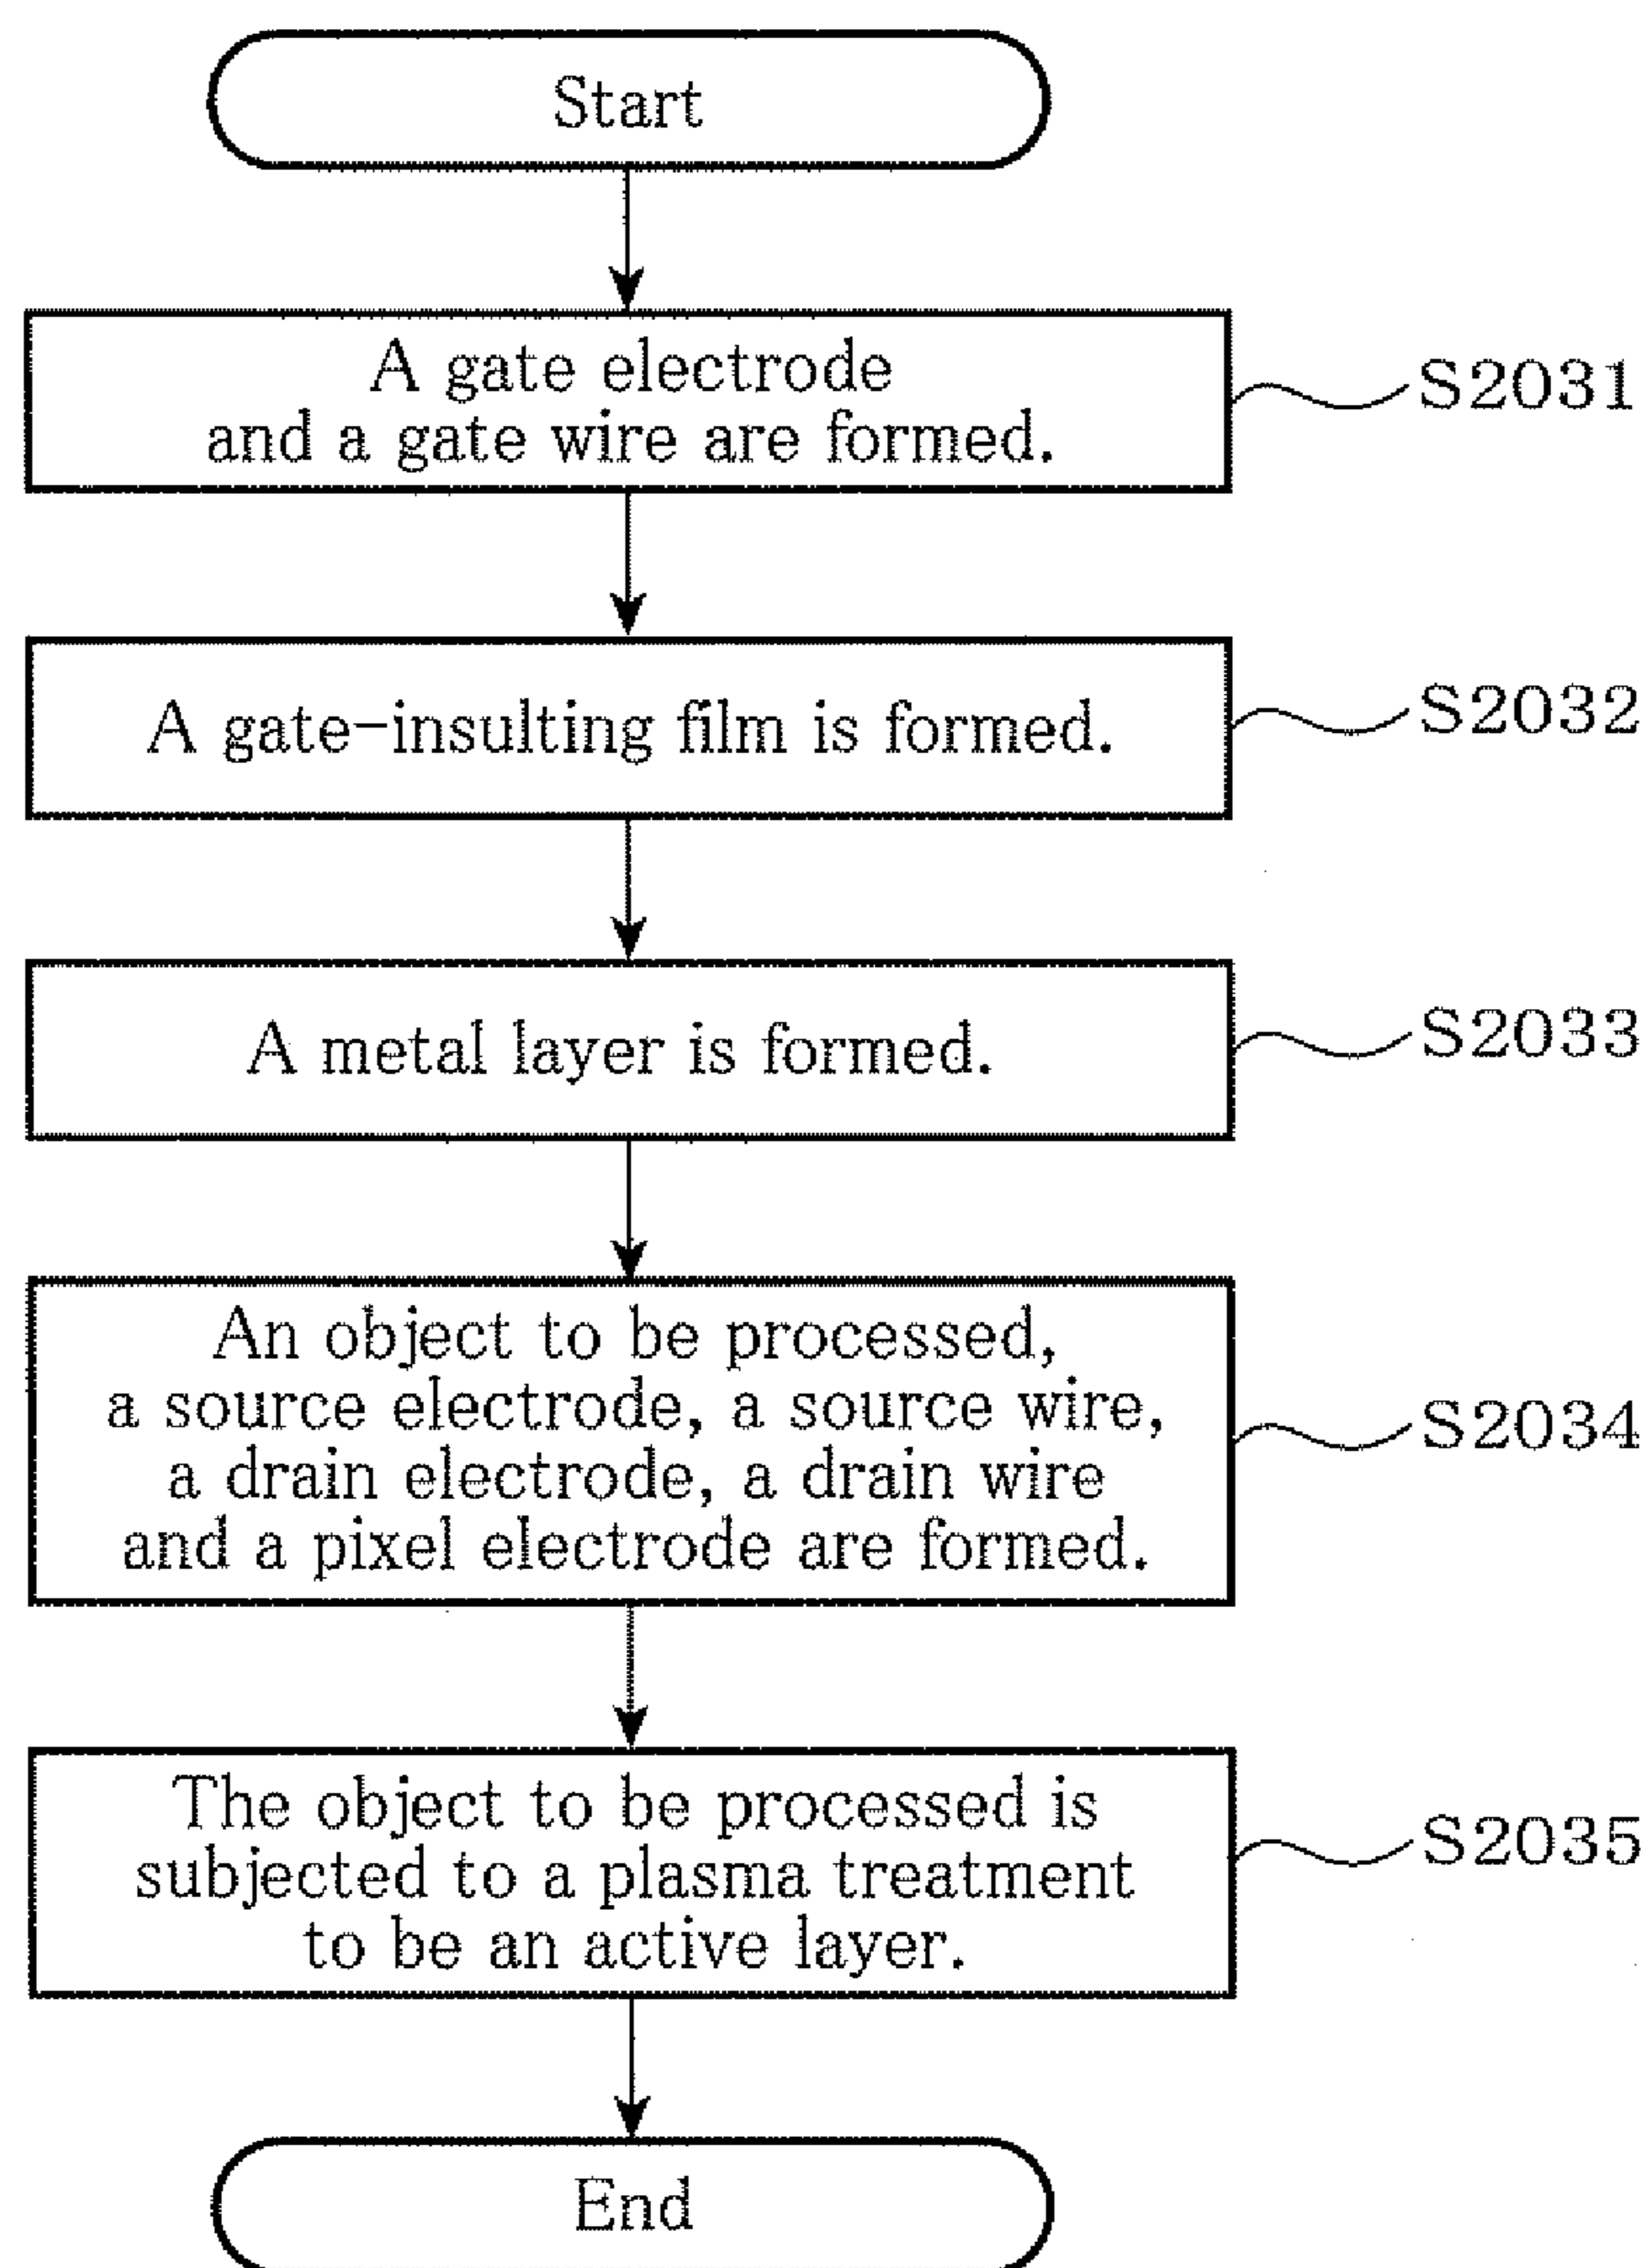 Start
A gate electrode
and a gate wire are formed.
S2031
A gate-insulting film is formed.
S2032
A metal layer is formed.
S2033
An object to be processed,
a source electrode, a source wire,
a drain electrode, a drain wire
and a pixel electrode are formed.
S2034
The object to be processed is
subjected to a plasma treatment
to be an active layer.
S2035
End